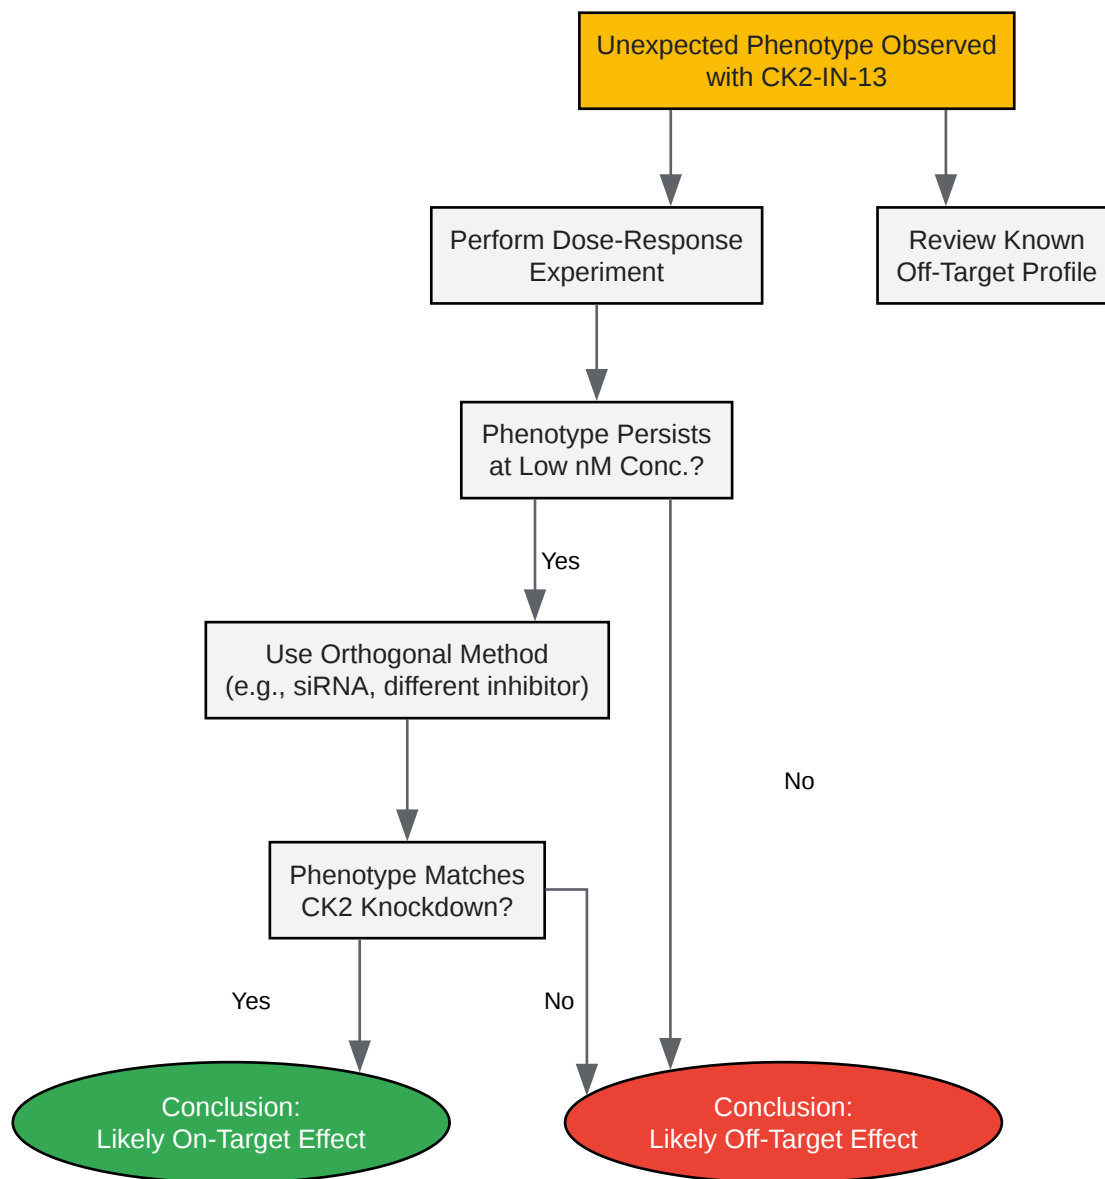 Unexpected Phenotype Observed
with CK2-IN-13
Perform Dose-Response
Experiment
Review Known
Off-Target Profile
Phenotype Persists
at Low nM Conc.?
Yes
Use Orthogonal Method
(e.g., siRNA, different inhibitor)
No
Phenotype Matches
CK2 Knockdown?
Yes
No
Conclusion:
Likely On-Target Effect
Conclusion:
Likely Off-Target Effect